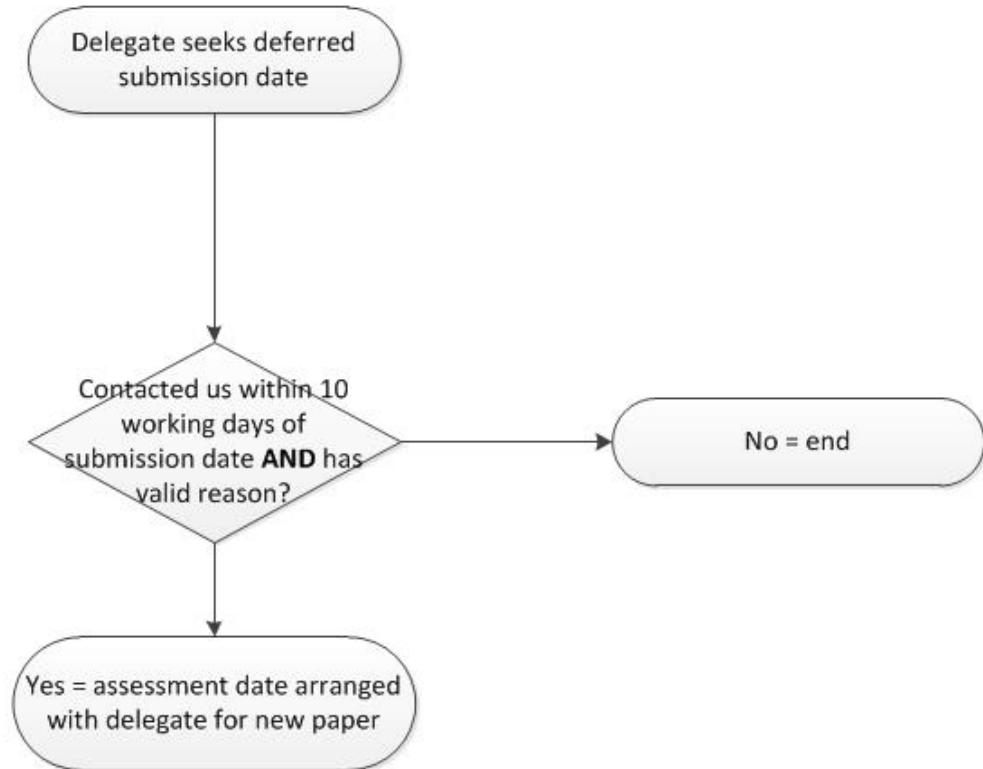 Delegate seeks deferred
submission date
Contacted us within 10
working days of
submission date AND has
valid reason?
No = end
Yes = assessment date arranged
with delegate for new paper